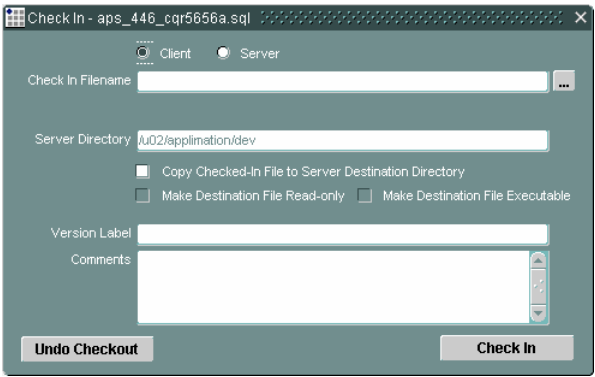 Check In - aps_446_cqr5656a.sql
Client Server
Check In Filename
...
Server Directory /u02/applimation/dev
Copy Checked-In File to Server Destination Directory
Make Destination File Read-only Make Destination File Executable
Version Label
Comments
Undo Checkout Check In